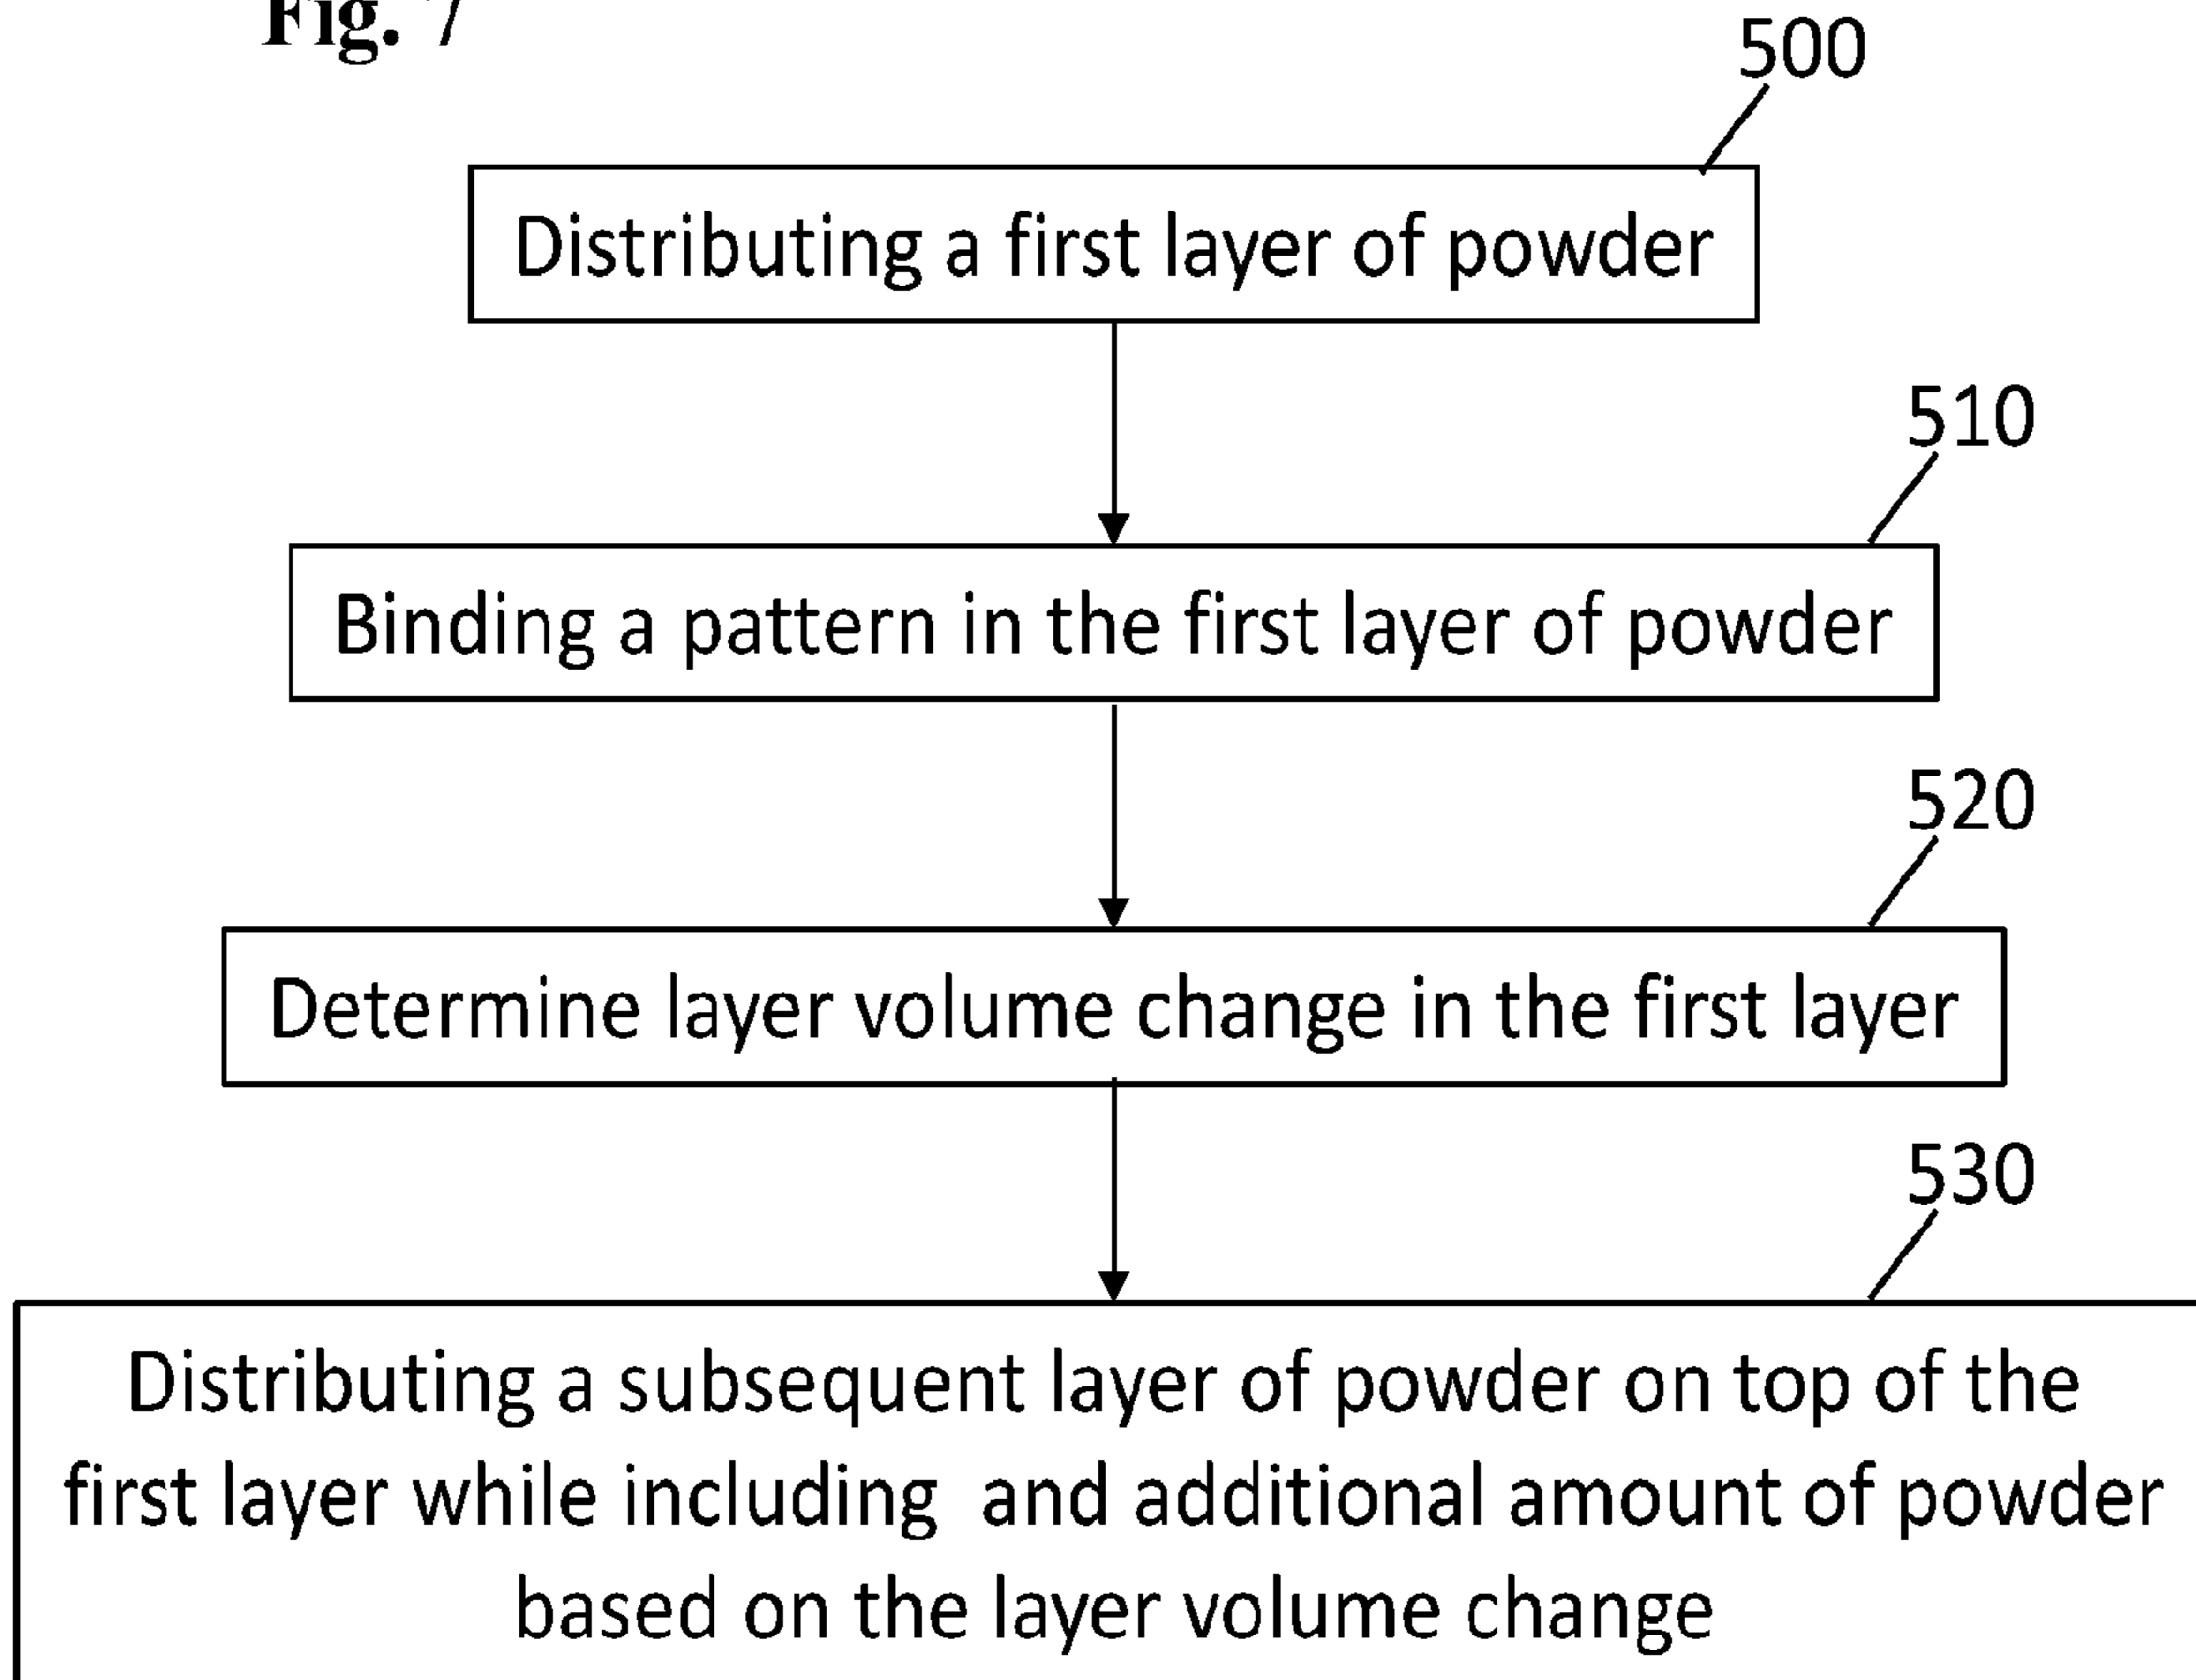 Fig. 7
500
Distributing a first layer of powder
510
Binding a pattern in the first layer of powder
520
Determine layer volume change in the first layer
530
Distributing a subsequent layer of powder on top of the
first layer while including and additional amount of powder
based on the layer volume change